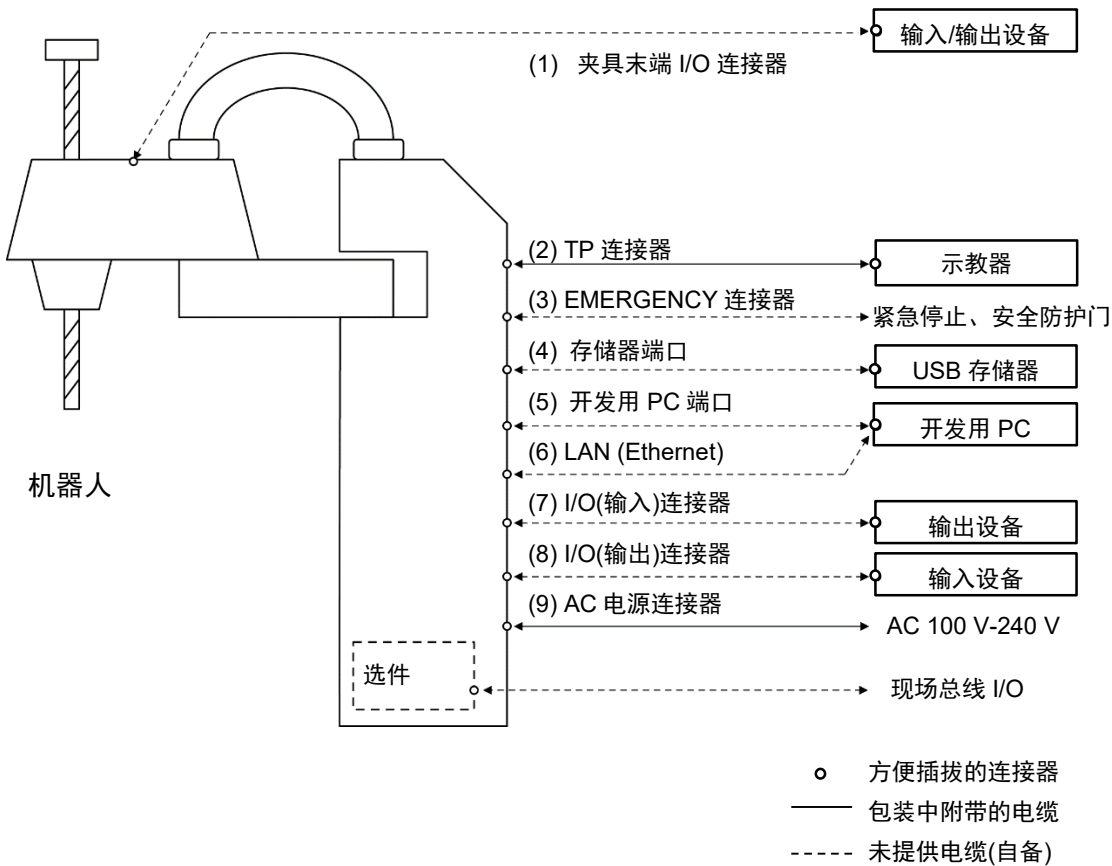 输入/输出设备
(1) 夹具末端 I/O 连接器
(2) TP 连接器
示教器
(3) EMERGENCY 连接器
紧急停止、安全防护门
(4) 存储器端口
USB 存储器
(5) 开发用 PC 端口
开发用 PC
(6) LAN (Ethernet)
机器人
(7) I/O(输入)连接器
输出设备
(8) I/O(输出)连接器
输入设备
(9) AC 电源连接器
AC 100 V-240 V
选件
现场总线 I/O
方便插拔的连接器
包装中附带的电缆
未提供电缆(自备)